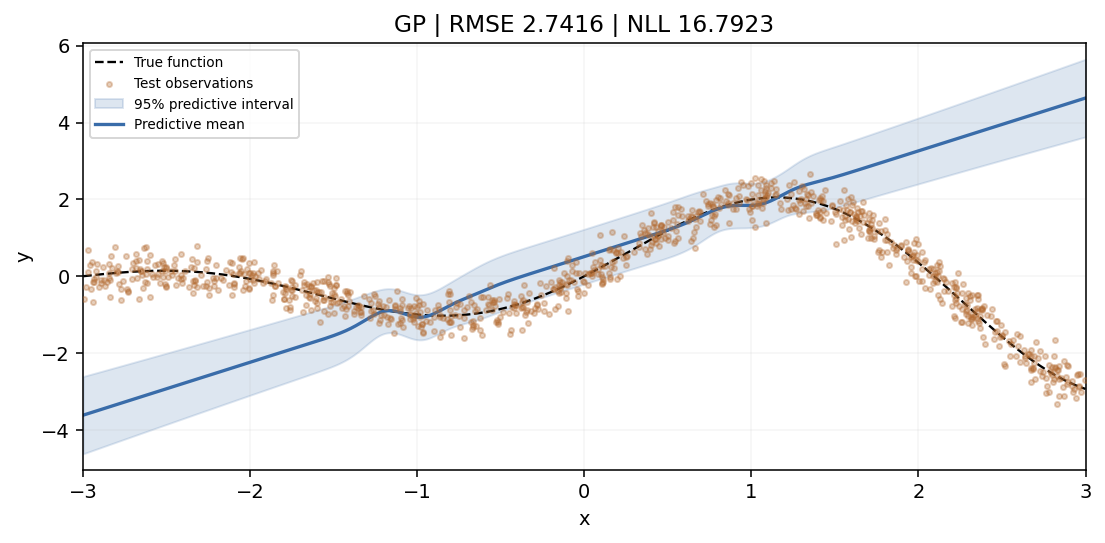 GP | RMSE 2.7416 | NLL 16.7923
True function
Test observations
95% predictive interval
Predictive mean
y
6
4
2
0
−2
−4
−3
−2
−1
0
1
2
3
x